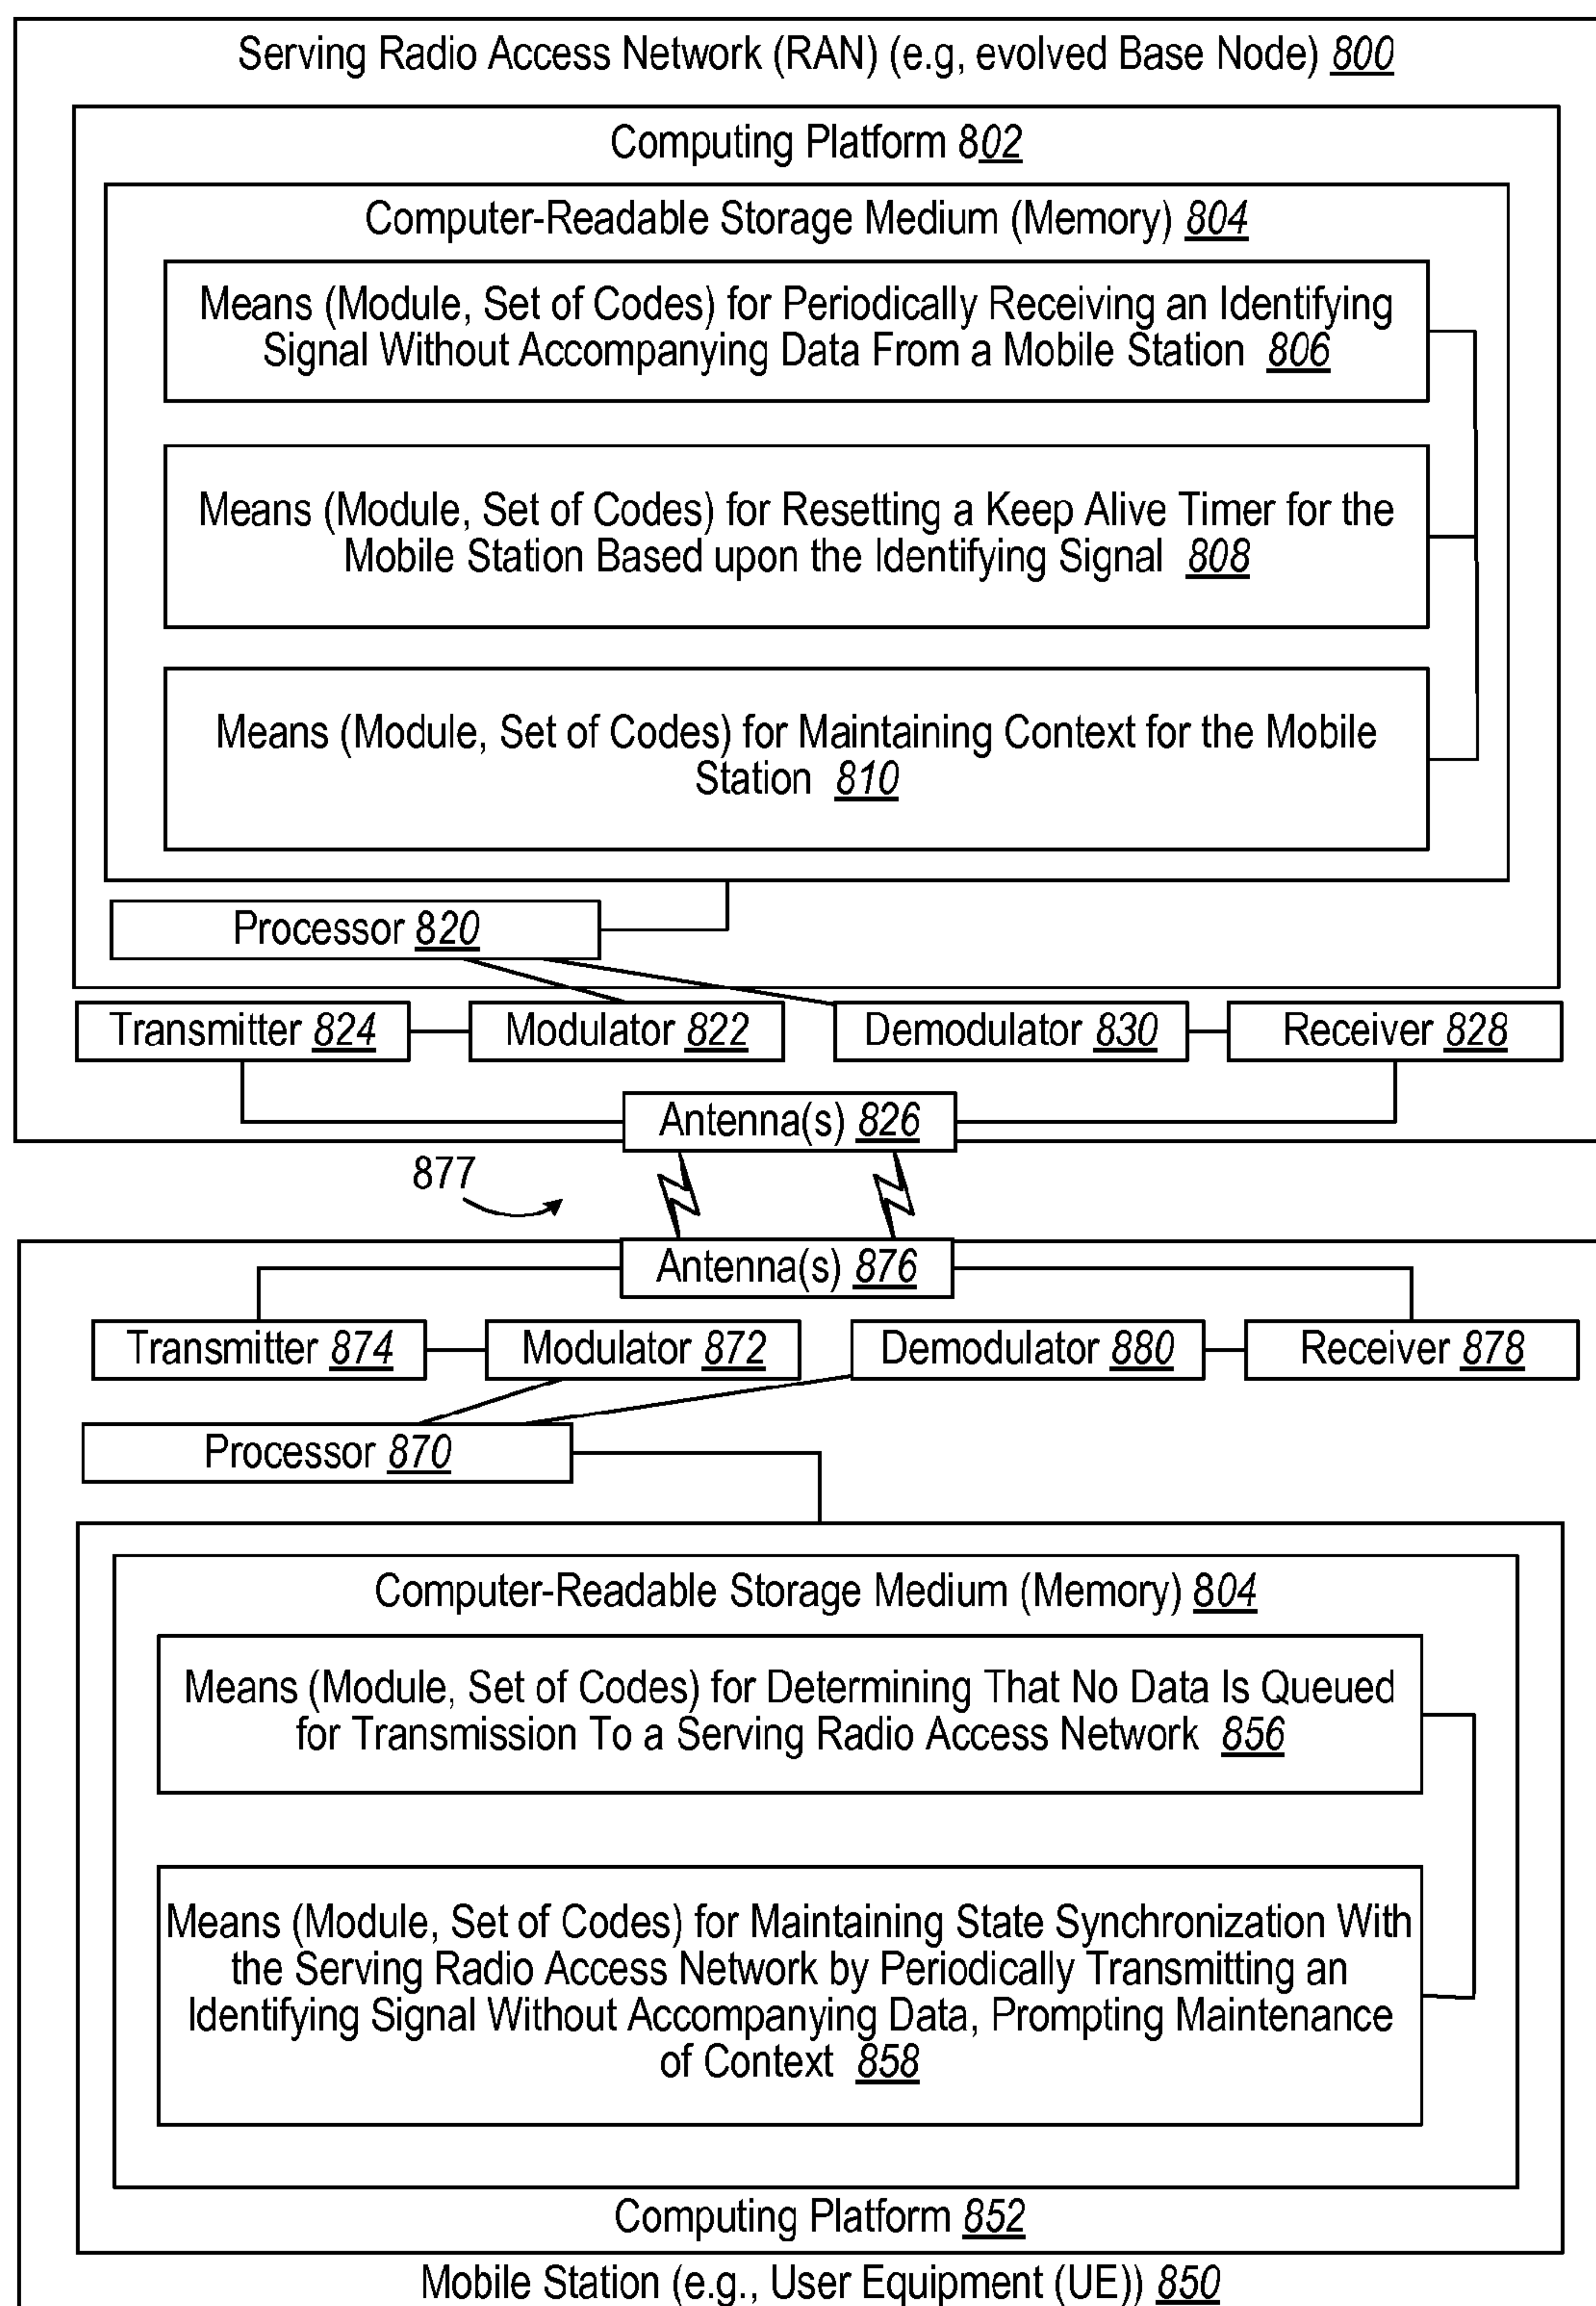 Serving Radio Access Network (RAN) (e.g, evolved Base Node) 800
Computing Platform 802
Computer-Readable Storage Medium (Memory) 804
Means (Module, Set of Codes) for Periodically Receiving an Identifying
Signal Without Accompanying Data From a Mobile Station 806
Means (Module, Set of Codes) for Resetting a Keep Alive Timer for the
Mobile Station Based upon the Identifying Signal 808
Means (Module, Set of Codes) for Maintaining Context for the Mobile
Station 810
Processor 820
Transmitter 824
Modulator 822
Demodulator 830
Receiver 828
Antenna(s) 826
877
Antenna(s) 876
Transmitter 874
Modulator 872
Demodulator 880
Receiver 878
Processor 870
Computer-Readable Storage Medium (Memory) 804
Means (Module, Set of Codes) for Determining That No Data Is Queued
for Transmission To a Serving Radio Access Network 856
Means (Module, Set of Codes) for Maintaining State Synchronization With
the Serving Radio Access Network by Periodically Transmitting an
Identifying Signal Without Accompanying Data, Prompting Maintenance
of Context 858
Computing Platform 852
Mobile Station (e.g., User Equipment (UE)) 850